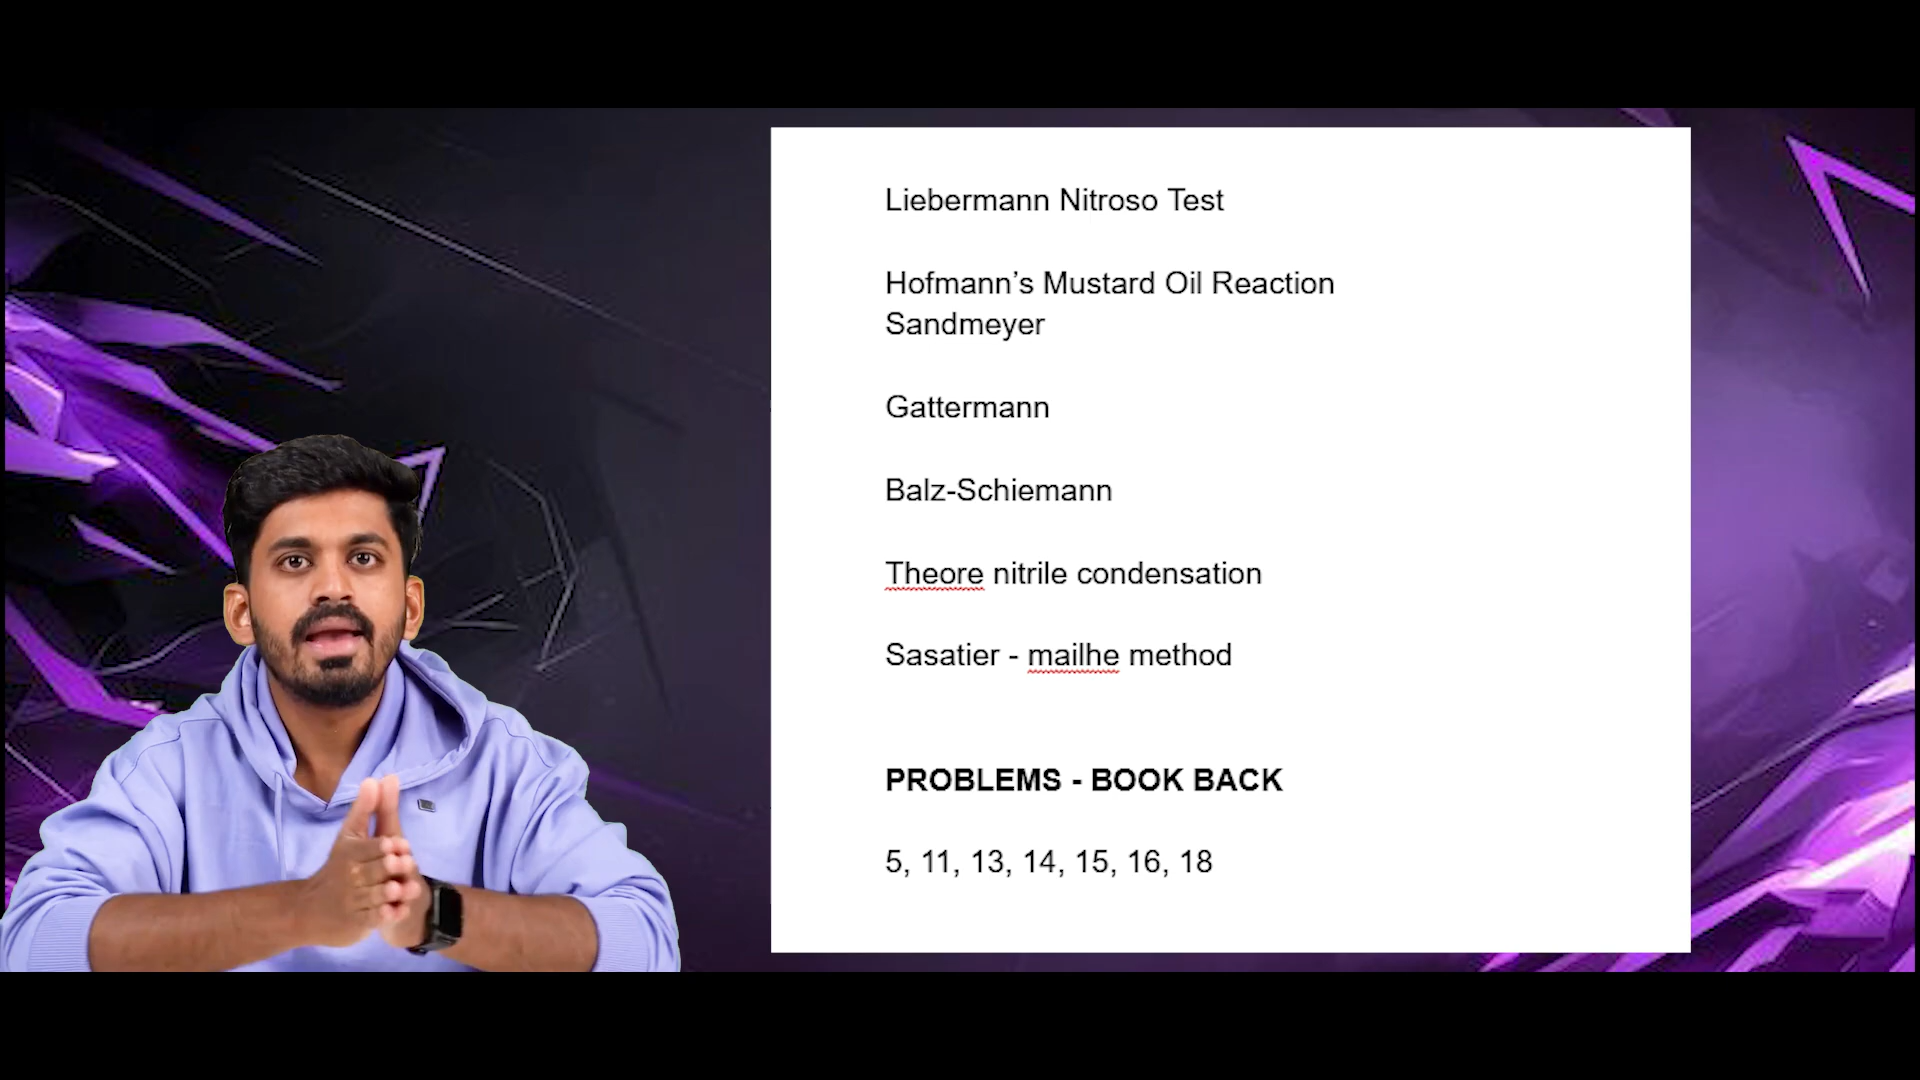 Liebermann Nitroso Test
Hofmann’s Mustard Oil Reaction
Sandmeyer
Gattermann
Balz-Schiemann
Theore nitrile condensation
Sasatier - mailhe method
PROBLEMS - BOOK BACK
5, 11, 13, 14, 15, 16, 18